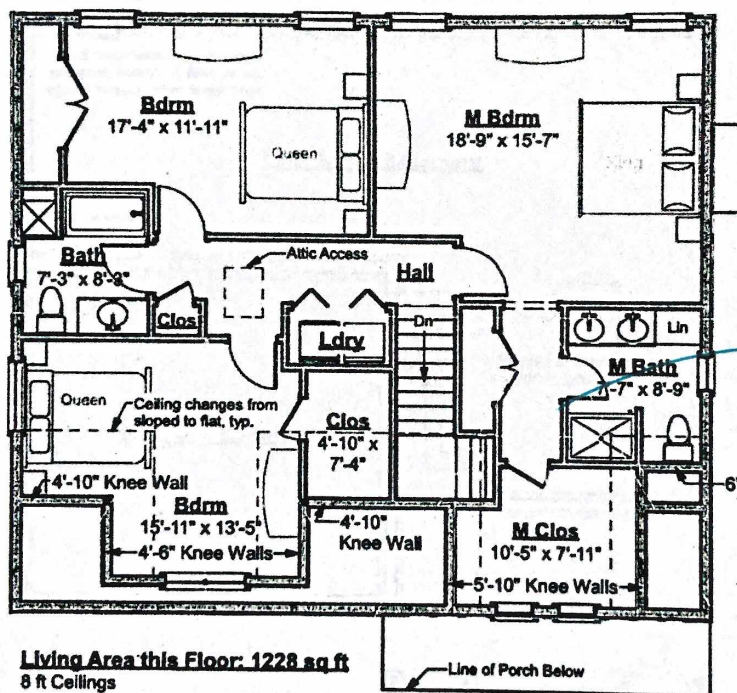 Bdrm
17'-4" x 11'-11"
Queen
M Bdrm
18'-9" x 15'-7"
King
Attic Access
Bath
7'-3" x 8'-3"
Hall
Clos
Ldry
Dn
Lin
M Bath
7'-7" x 8'-9"
Queen
Ceiling changes from
sloped to flat, typ.
Clos
4'-10" x
7'-4"
4'-10" Knee Wall
Bdrm
15'-11" x 13'-5"
4'-6" Knee Walls
4'-10"
Knee Wall
6'
M Clos
10'-5" x 7'-11"
5'-10" Knee Walls
Living Area this Floor: 1228 sq ft
8 ft Ceilings
Line of Porch Below